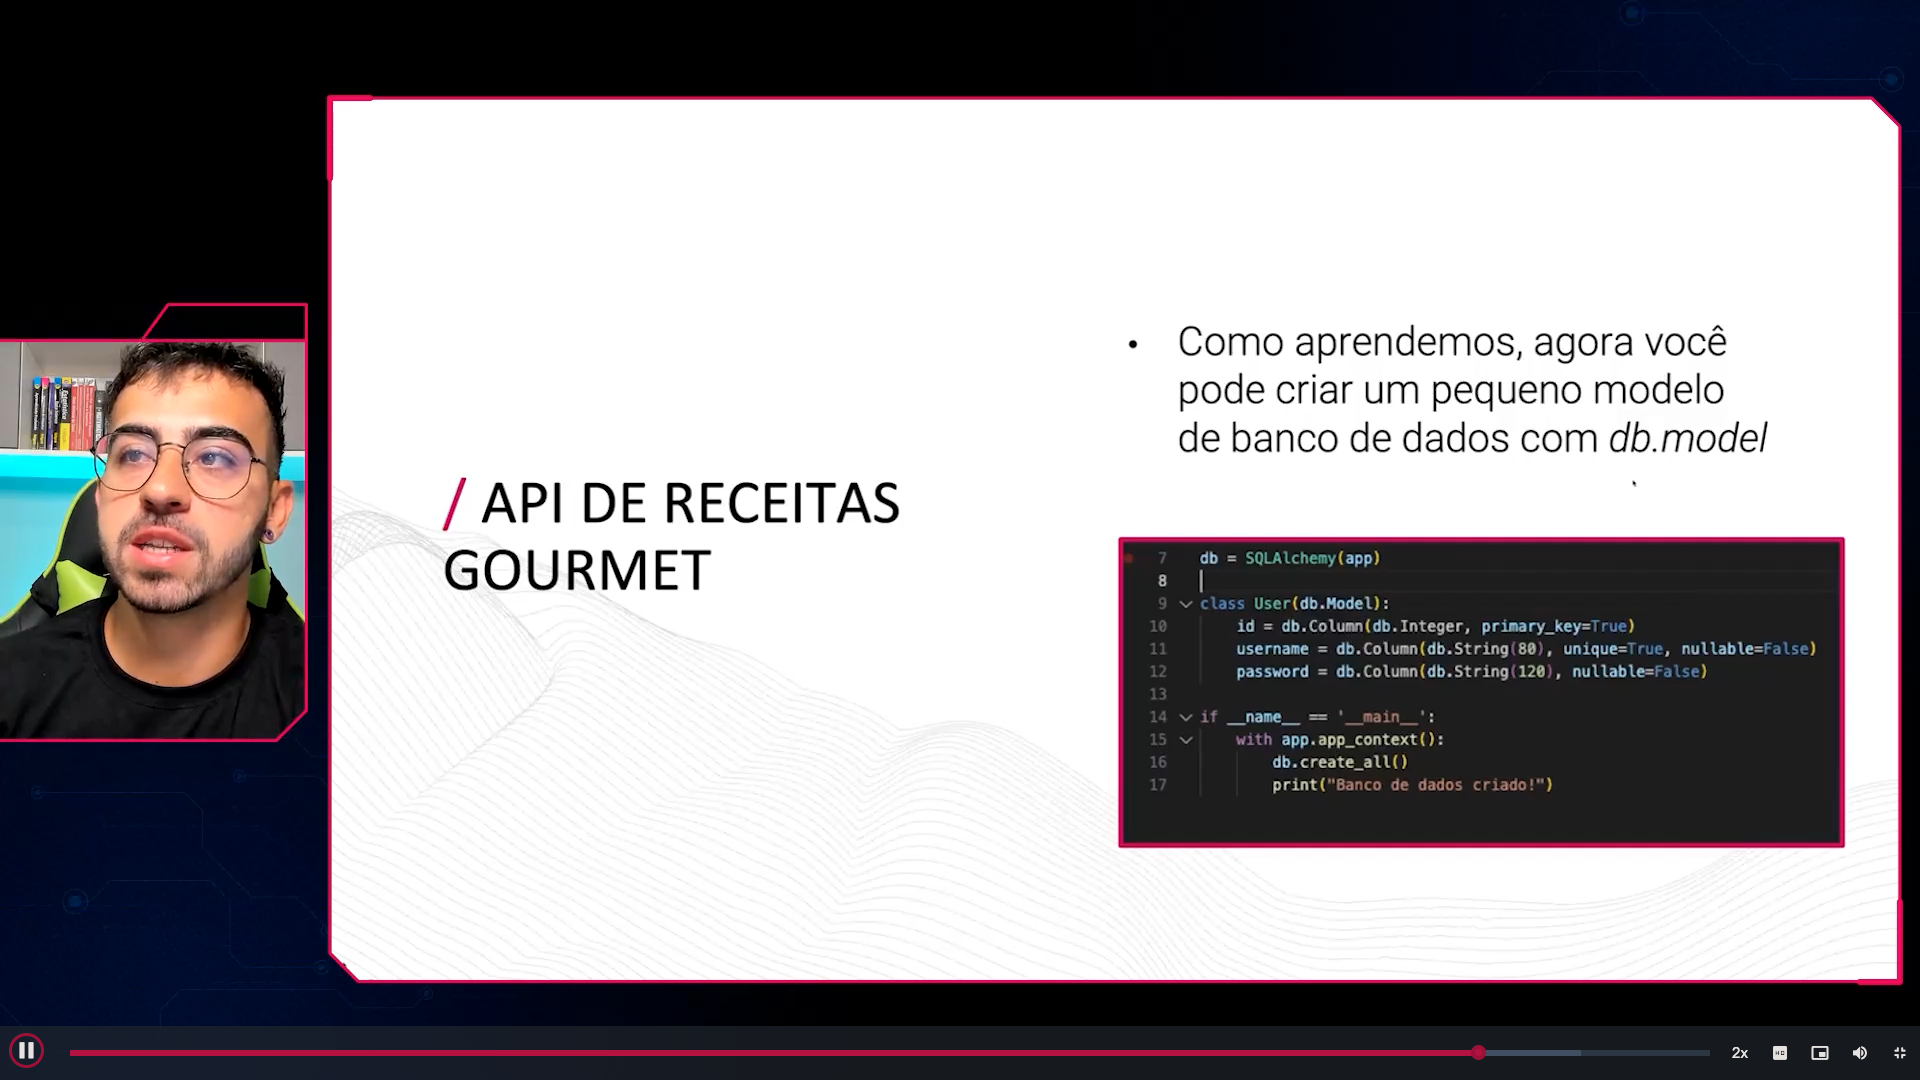 / API DE RECEITAS
GOURMET
• Como aprendemos, agora você
pode criar um pequeno modelo
de banco de dados com db.model
7 db = SQLAlchemy(app)
8
9 class User(db.Model):
10 id = db.Column(db.Integer, primary_key=True)
11 username = db.Column(db.String(80), unique=True, nullable=False)
12 password = db.Column(db.String(120), nullable=False)
13
14 if __name__ == '__main__':
15 with app.app_context():
16 db.create_all()
17 print("Banco de dados criado!")
2x
HD